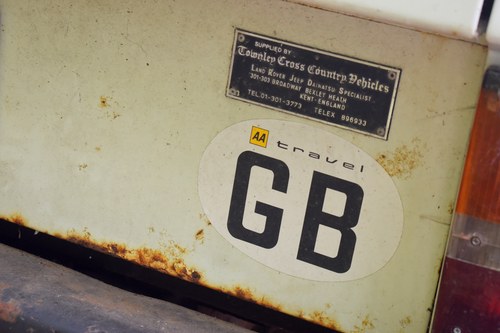 SUPPLIED BY
Townley Cross Country Vehicles
LAND ROVER JEEP DAIHATSU SPECIALIST
301-303 BROADWAY BEXLEY HEATH
KENT·ENGLAND
TEL.01-301-3773 TELEX 896933
AA travel
GB